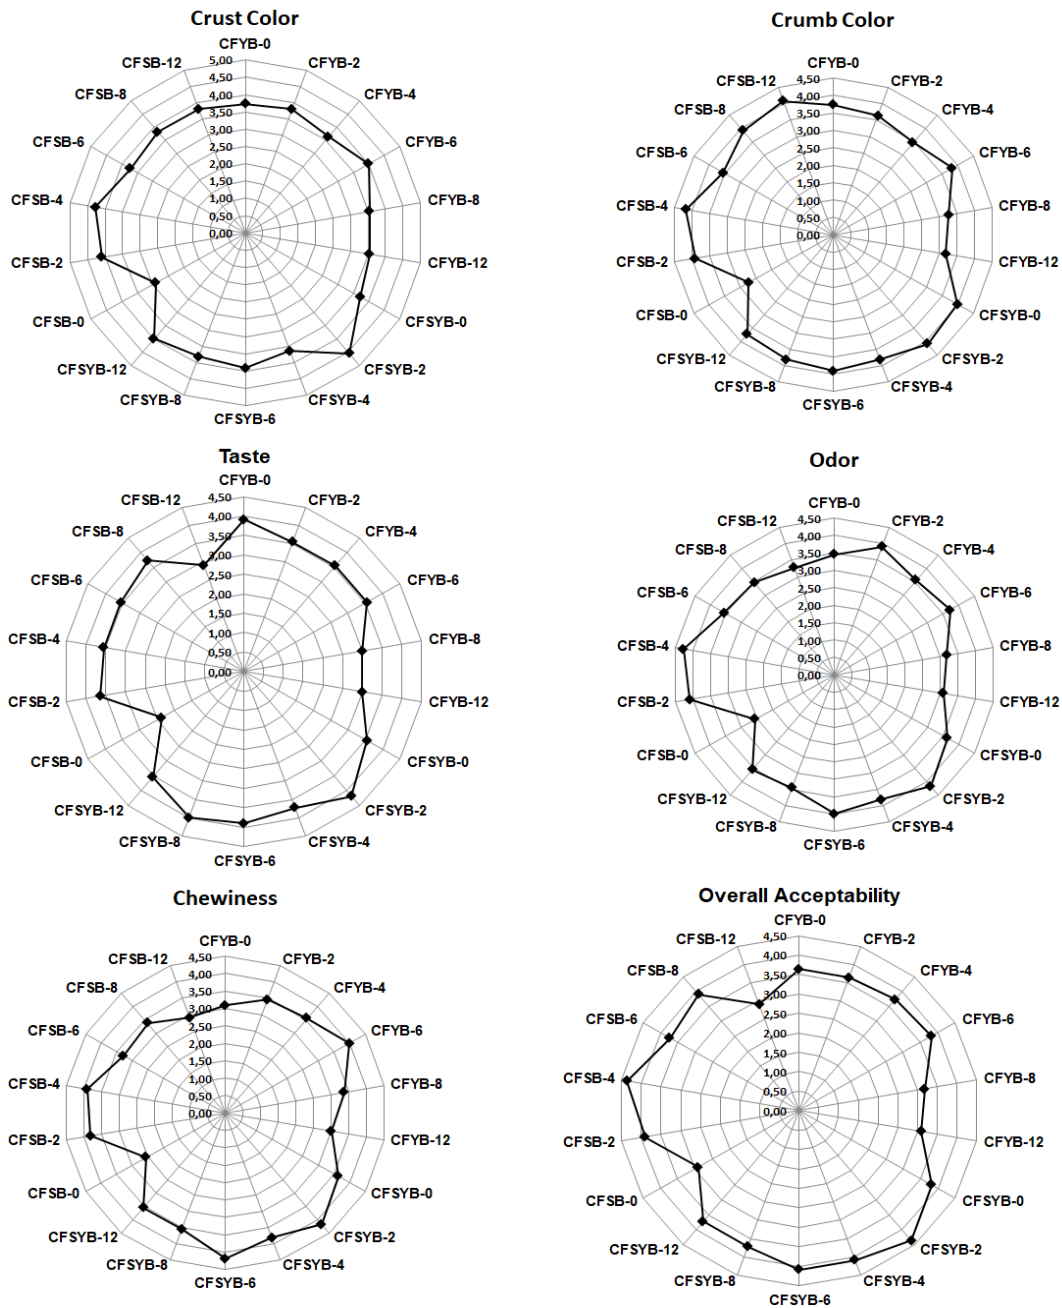 Crust Color
CFYB-0
CFYB-2
CFYB-4
CFYB-6
CFYB-8
CFYB-12
CFSYB-0
CFSYB-2
CFSYB-4
CFSYB-6
CFSYB-8
CFSYB-12
CFSB-0
CFSB-2
CFSB-4
CFSB-6
CFSB-8
CFSB-12
5,00
4,50
4,00
3,50
3,00
2,50
2,00
1,50
1,00
0,50
0,00
Crumb Color
CFYB-0
CFYB-2
CFYB-4
CFYB-6
CFYB-8
CFYB-12
CFSYB-0
CFSYB-2
CFSYB-4
CFSYB-6
CFSYB-8
CFSYB-12
CFSB-0
CFSB-2
CFSB-4
CFSB-6
CFSB-8
CFSB-12
4,50
4,00
3,50
3,00
2,50
2,00
1,50
1,00
0,50
0,00
Taste
CFYB-0
CFYB-2
CFYB-4
CFYB-6
CFYB-8
CFYB-12
CFSYB-0
CFSYB-2
CFSYB-4
CFSYB-6
CFSYB-8
CFSYB-12
CFSB-0
CFSB-2
CFSB-4
CFSB-6
CFSB-8
CFSB-12
4,50
4,00
3,50
3,00
2,50
2,00
1,50
1,00
0,50
0,00
Odor
CFYB-0
CFYB-2
CFYB-4
CFYB-6
CFYB-8
CFYB-12
CFSYB-0
CFSYB-2
CFSYB-4
CFSYB-6
CFSYB-8
CFSYB-12
CFSB-0
CFSB-2
CFSB-4
CFSB-6
CFSB-8
CFSB-12
4,50
4,00
3,50
3,00
2,50
2,00
1,50
1,00
0,50
0,00
Chewiness
CFYB-0
CFYB-2
CFYB-4
CFYB-6
CFYB-8
CFYB-12
CFSYB-0
CFSYB-2
CFSYB-4
CFSYB-6
CFSYB-8
CFSYB-12
CFSB-0
CFSB-2
CFSB-4
CFSB-6
CFSB-8
CFSB-12
4,50
4,00
3,50
3,00
2,50
2,00
1,50
1,00
0,50
0,00
Overall Acceptability
CFYB-0
CFYB-2
CFYB-4
CFYB-6
CFYB-8
CFYB-12
CFSYB-0
CFSYB-2
CFSYB-4
CFSYB-6
CFSYB-8
CFSYB-12
CFSB-0
CFSB-2
CFSB-4
CFSB-6
CFSB-8
CFSB-12
4,50
4,00
3,50
3,00
2,50
2,00
1,50
1,00
0,50
0,00